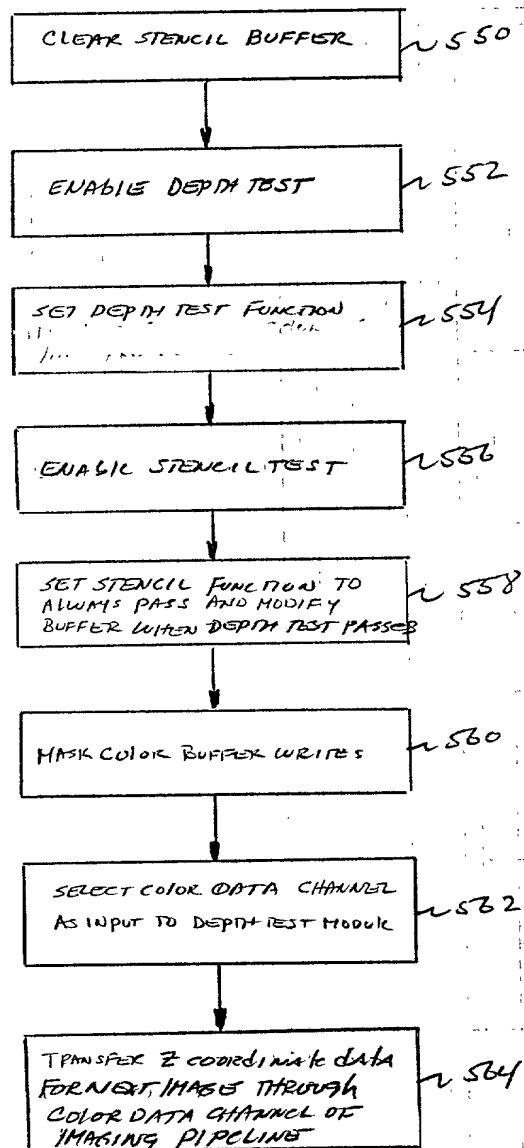 CLEAR STENCIL BUFFER
550
ENABLE DEPTH TEST
552
SET DEPTH TEST FUNCTION
554
ENABLE STENCIL TEST
556
SET STENCIL FUNCTION TO
ALWAYS PASS AND MODIFY
BUFFER WHEN DEPTH TEST PASSES
558
MASK COLOR BUFFER WRITES
560
SELECT COLOR DATA CHANNEL
AS INPUT TO DEPTH TEST MODULE
562
TRANSFER Z coordinate data
FOR NEXT IMAGE THROUGH
COLOR DATA CHANNEL OF
IMAGING PIPELINE
564